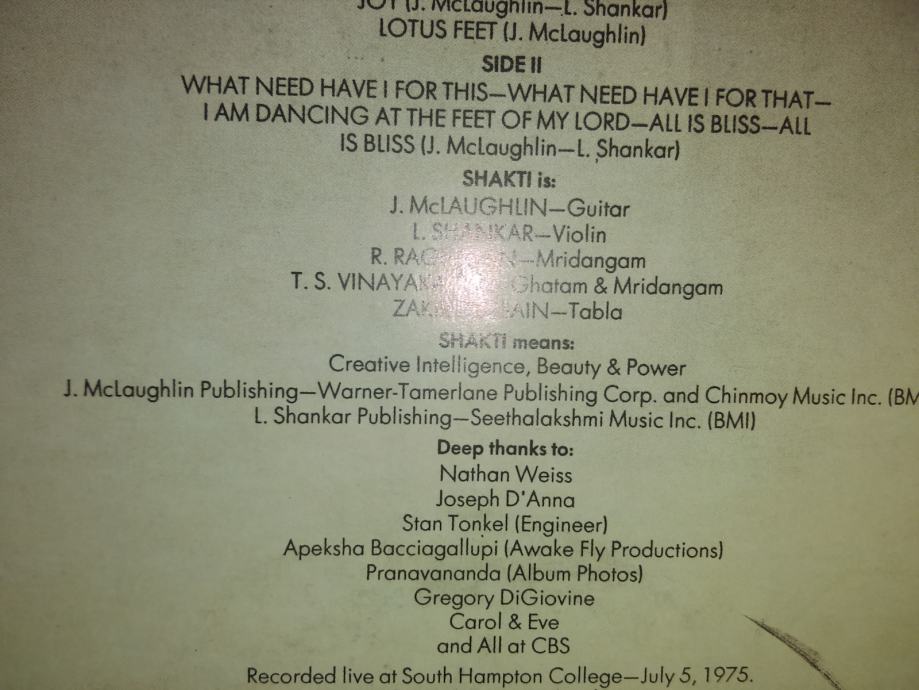 JOY (J. McLaughlin—L. Shankar)
LOTUS FEET (J. McLaughlin)
SIDE II
WHAT NEED HAVE I FOR THIS—WHAT NEED HAVE I FOR THAT—
I AM DANCING AT THE FEET OF MY LORD—ALL IS BLISS—ALL
IS BLISS (J. McLaughlin—L. Shankar)
SHAKTI is:
J. McLAUGHLIN—Guitar
L. SHANKAR—Violin
R. —Mridangam
T. S. Ghatam & Mridangam
—Tabla
SHAKTI means:
Creative Intelligence, Beauty & Power
J. McLaughlin Publishing—Warner-Tamerlane Publishing Corp. and Chinmoy Music Inc. (BM
L. Shankar Publishing—Seethalakshmi Music Inc. (BMI)
Deep thanks to:
Nathan Weiss
Joseph D'Anna
Stan Tonkel (Engineer)
Apeksha Bacciagallupi (Awake Fly Productions)
Pranavananda (Album Photos)
Gregory DiGiovine
Carol & Eve
and All at CBS
Recorded live at South Hampton College—July 5, 1975.